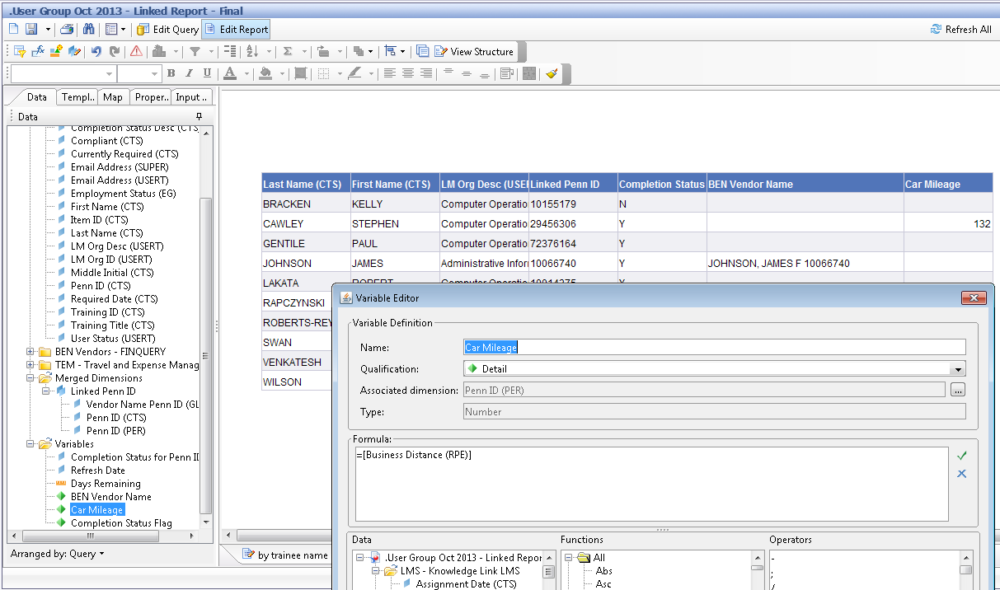 .User Group Oct 2013 - Linked Report - Final
Edit Query Edit Report Refresh All
View Structure
B I U A
Data Templ.. Map Proper.. Input ..
Data
Completion Status Desc (CTS
Compliant (CTS)
Currently Required (CTS)
Email Address (SUPER)
Email Address (USERT)
Employment Status (EG)
First Name (CTS)
Item ID (CTS)
Last Name (CTS)
LM Org Desc (USERT)
LM Org ID (USERT)
Middle Initial (CTS)
Penn ID (CTS)
Required Date (CTS)
Training ID (CTS)
Training Title (CTS)
User Status (USERT)
BEN Vendors - FINQUERY
TEM - Travel and Expense Manag
Merged Dimensions
Linked Penn ID
Vendor Name Penn ID (GL
Penn ID (CTS)
Penn ID (PER)
Variables
Completion Status for Penn ID
Refresh Date
Days Remaining
BEN Vendor Name
Car Mileage
Completion Status Flag
Arranged by: Query
Last Name (CTS) First Name (CTS) LM Org Desc (USER Linked Penn ID Completion Status BEN Vendor Name Car Mileage
BRACKEN KELLY Computer Operatio 10155179 N
CAWLEY STEPHEN Computer Operatio 29456306 Y 132
GENTILE PAUL Computer Operatio 72376164 Y
JOHNSON JAMES Administrative Infor 10066740 Y JOHNSON, JAMES F 10066740
LAKATA ROBERT Computer Operatio 10014275 Y
RAPCZYNSKI
ROBERTS-REY
SWAN
VENKATESH
WILSON
by trainee name
Variable Editor
Variable Definition
Name: Car Mileage
Qualification: Detail
Associated dimension: Penn ID (PER) ...
Type: Number
Formula:
=[Business Distance (RPE)]
Data Functions Operators
.User Group Oct 2013 - Linked Repor
LMS - Knowledge Link LMS
Assignment Date (CTS)
All
Abs
Asc
-
;
/